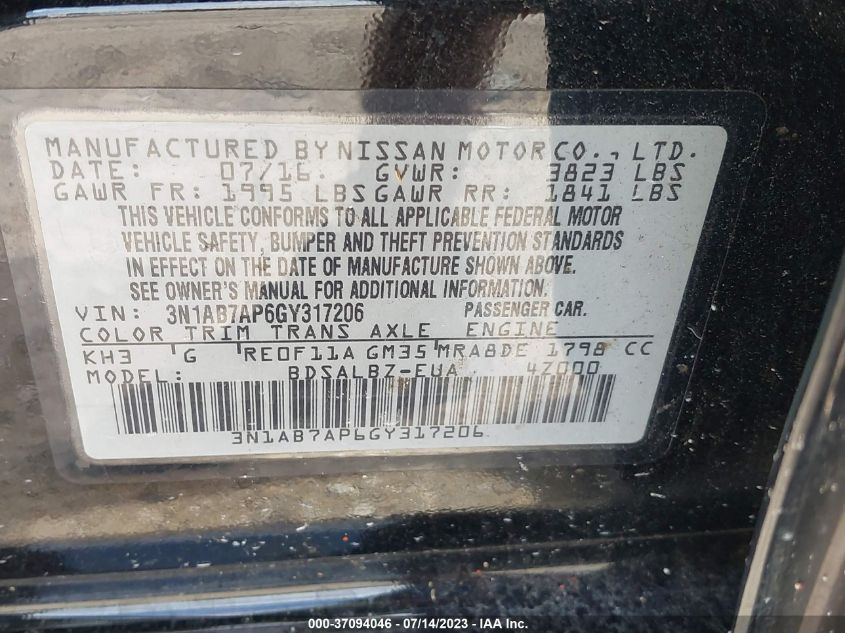 MANUFACTURED BY NISSAN MOTOR CO., LTD.
DATE: 07/16 GVWR: 3823 LBS
GAWR FR: 1995 LBS GAWR RR: 1841 LBS
THIS VEHICLE CONFORMS TO ALL APPLICABLE FEDERAL MOTOR
VEHICLE SAFETY, BUMPER AND THEFT PREVENTION STANDARDS
IN EFFECT ON THE DATE OF MANUFACTURE SHOWN ABOVE.
SEE OWNER'S MANUAL FOR ADDITIONAL INFORMATION.
VIN: 3N1AB7AP6GY317206 PASSENGER CAR.
COLOR TRIM TRANS AXLE ENGINE
KH3 G RE0F11A GM35 MRA8DE 1798 CC
MODEL: BDSALBZ-EUA 4Z000
3N1AB7AP6GY317206
000-37094046 - 07/14/2023 - IAA Inc.